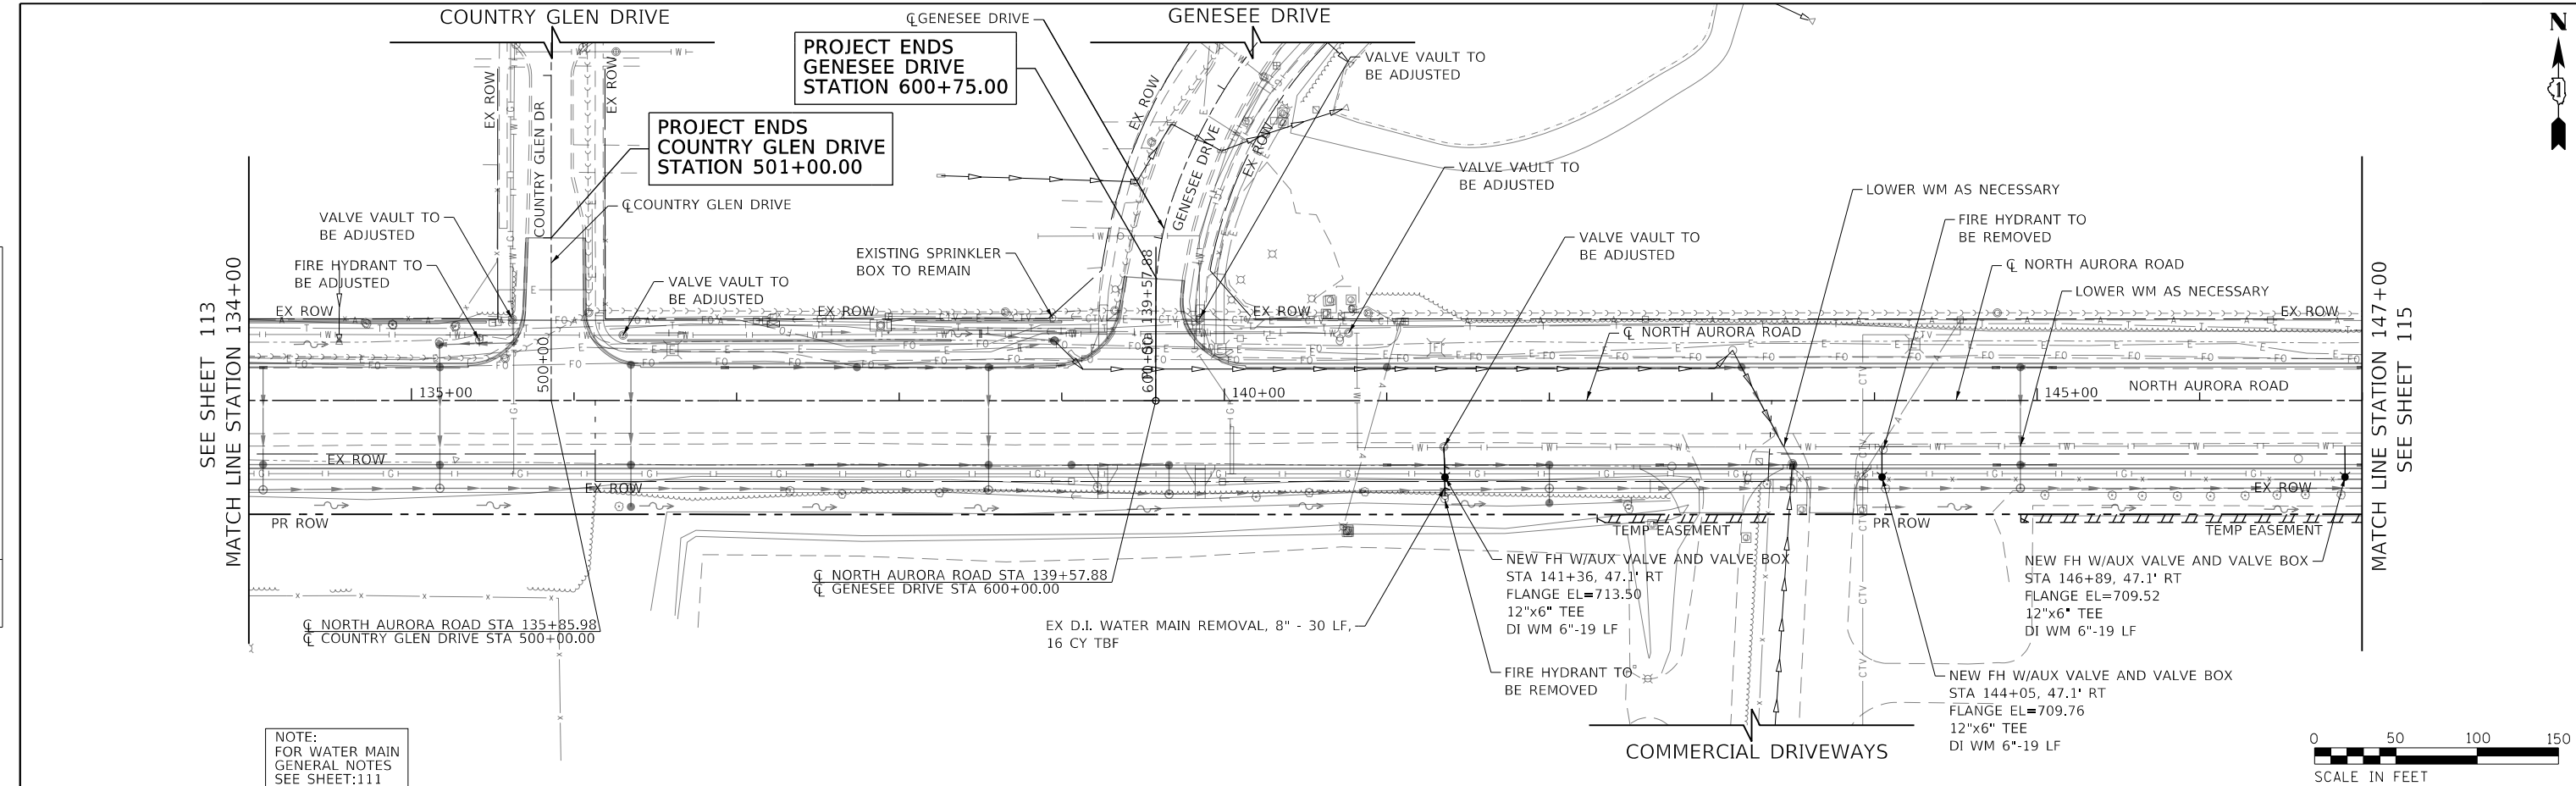 COUNTRY GLEN DRIVE
℄ GENESEE DRIVE
GENESEE DRIVE
N
PROJECT ENDS
GENESEE DRIVE
STATION 600+75.00
VALVE VAULT TO
BE ADJUSTED
EX ROW
EX ROW
EX ROW
COUNTRY GLEN DR
PROJECT ENDS
COUNTRY GLEN DRIVE
STATION 501+00.00
GENESEE DRIVE
EX ROW
VALVE VAULT TO
BE ADJUSTED
LOWER WM AS NECESSARY
℄ COUNTRY GLEN DRIVE
VALVE VAULT TO
BE ADJUSTED
FIRE HYDRANT TO
BE REMOVED
VALVE VAULT TO
BE ADJUSTED
EXISTING SPRINKLER
BOX TO REMAIN
FIRE HYDRANT TO
BE ADJUSTED
℄ NORTH AURORA ROAD
VALVE VAULT TO
BE ADJUSTED
LOWER WM AS NECESSARY
EX ROW
EX ROW
EX ROW
EX ROW
℄ NORTH AURORA ROAD
SEE SHEET 113
MATCH LINE STATION 134+00
MATCH LINE STATION 147+00
SEE SHEET 115
500+00
600+00
139+57.88
135+00
140+00
145+00
NORTH AURORA ROAD
EX ROW
EX ROW
EX ROW
PR ROW
PR ROW
TEMP EASEMENT
TEMP EASEMENT
NEW FH W/AUX VALVE AND VALVE BOX
STA 141+36, 47.1' RT
FLANGE EL=713.50
12"x6" TEE
DI WM 6"-19 LF
NEW FH W/AUX VALVE AND VALVE BOX
STA 146+89, 47.1' RT
FLANGE EL=709.52
12"x6" TEE
DI WM 6"-19 LF
℄ NORTH AURORA ROAD STA 139+57.88
℄ GENESEE DRIVE STA 600+00.00
℄ NORTH AURORA ROAD STA 135+85.98
℄ COUNTRY GLEN DRIVE STA 500+00.00
EX D.I. WATER MAIN REMOVAL, 8" - 30 LF,
16 CY TBF
FIRE HYDRANT TO
BE REMOVED
NEW FH W/AUX VALVE AND VALVE BOX
STA 144+05, 47.1' RT
FLANGE EL=709.76
12"x6" TEE
DI WM 6"-19 LF
COMMERCIAL DRIVEWAYS
NOTE:
FOR WATER MAIN
GENERAL NOTES
SEE SHEET:111
0 50 100 150
SCALE IN FEET